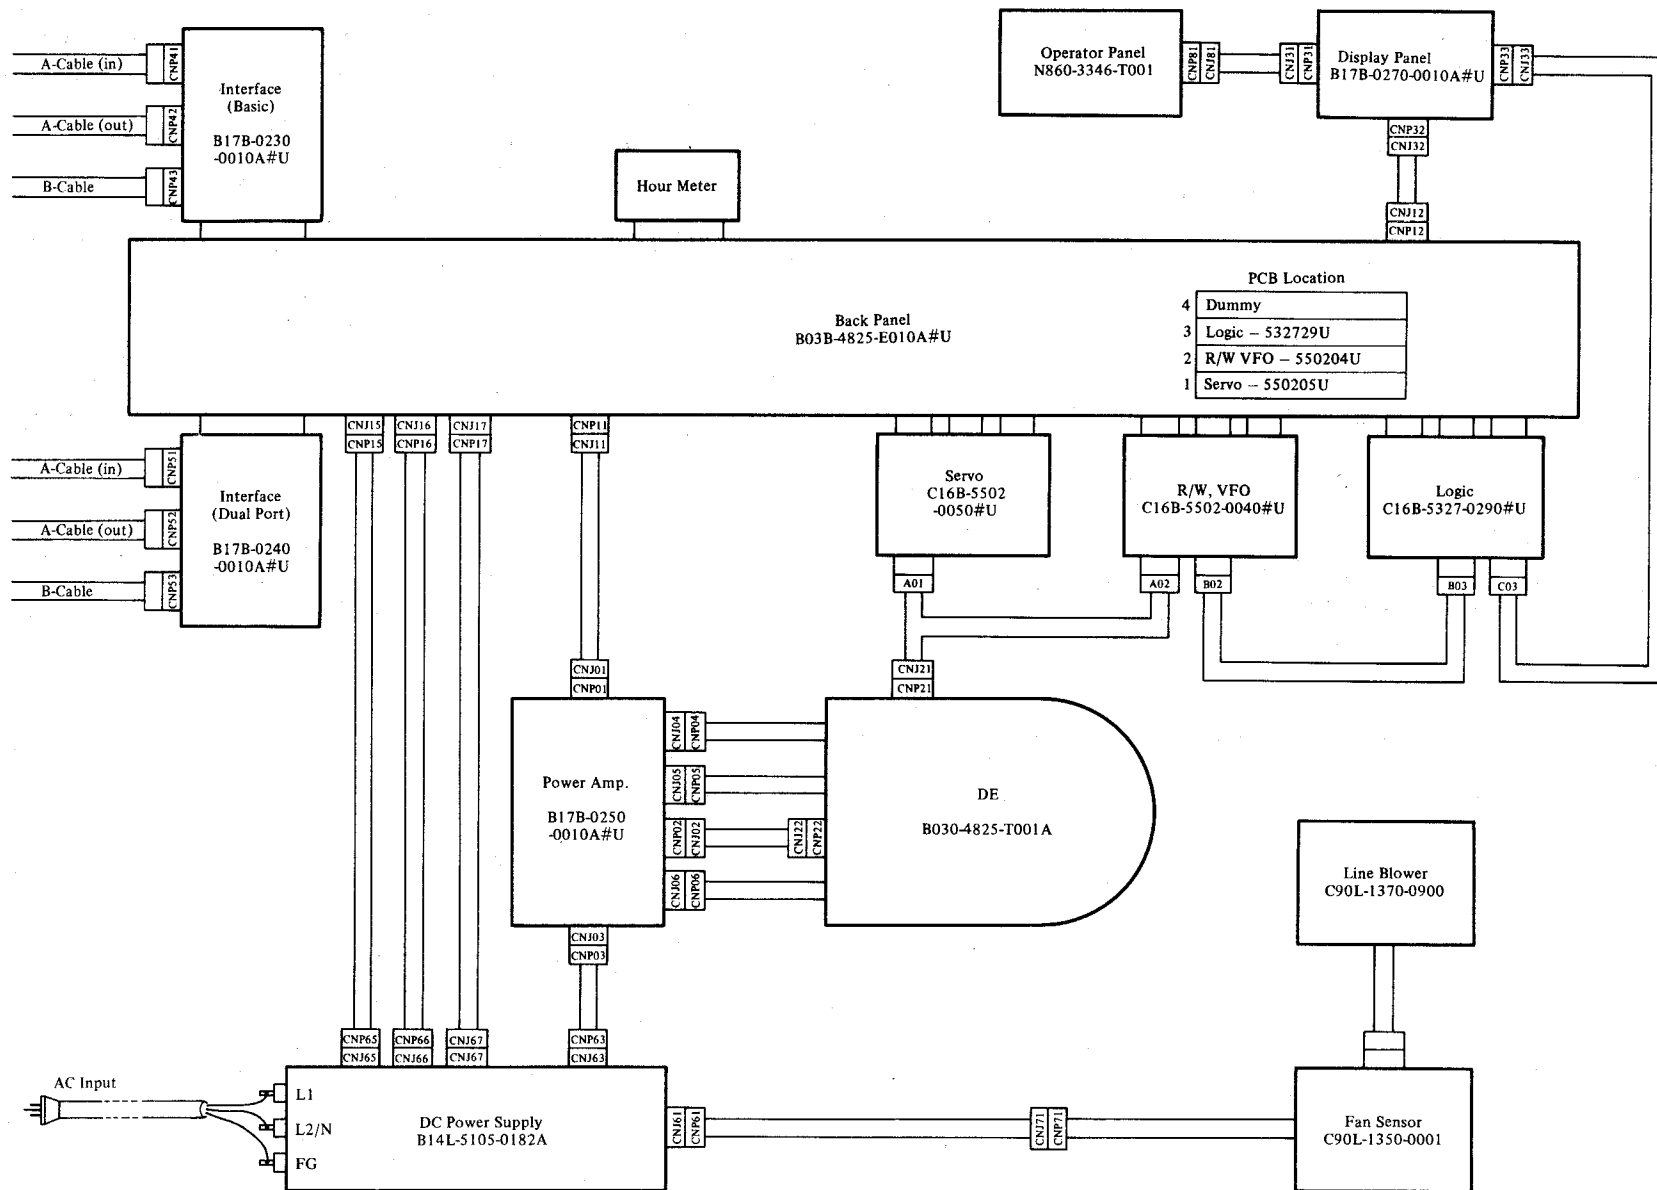 A-Cable (in)
CNP41
A-Cable (out)
CNP42
B-Cable
CNP43
Interface
(Basic)
B17B-0230
-0010A#U
Hour Meter
Operator Panel
N860-3346-T001
CNP81
CNJ81
CNJ31
CNP31
Display Panel
B17B-0270-0010A#U
CNP33
CNJ33
CNP32
CNJ32
CNJ12
CNP12
Back Panel
B03B-4825-E010A#U
PCB Location
4 Dummy
3 Logic – 532729U
2 R/W VFO – 550204U
1 Servo – 550205U
A-Cable (in)
CNP51
A-Cable (out)
CNP52
B-Cable
CNP53
Interface
(Dual Port)
B17B-0240
-0010A#U
CNJ15
CNP15
CNJ16
CNP16
CNJ17
CNP17
CNP11
CNJ11
Servo
C16B-5502
-0050#U
A01
R/W, VFO
C16B-5502-0040#U
A02
B02
Logic
C16B-5327-0290#U
B03
C03
CNJ01
CNP01
CNJ21
CNP21
Power Amp.
B17B-0250
-0010A#U
CNJ04
CNP04
CNJ05
CNP05
CNP02
CNJ02
CNJ22
CNP22
CNJ06
CNP06
DE
B030-4825-T001A
CNJ03
CNP03
Line Blower
C90L-1370-0900
CNP65
CNJ65
CNP66
CNJ66
CNJ67
CNJ67
CNP63
CNJ63
AC Input
L1
L2/N
FG
DC Power Supply
B14L-5105-0182A
CNJ61
CNP61
CNJ71
CNP71
Fan Sensor
C90L-1350-0001